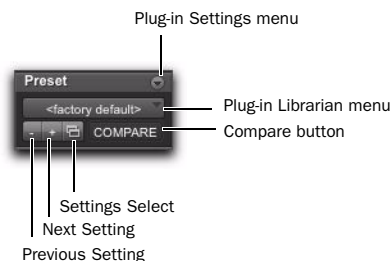 Plug-in Settings menu
Preset
<factory default>
Plug-in Librarian menu
- + COMPARE
Compare button
Settings Select
Next Setting
Previous Setting